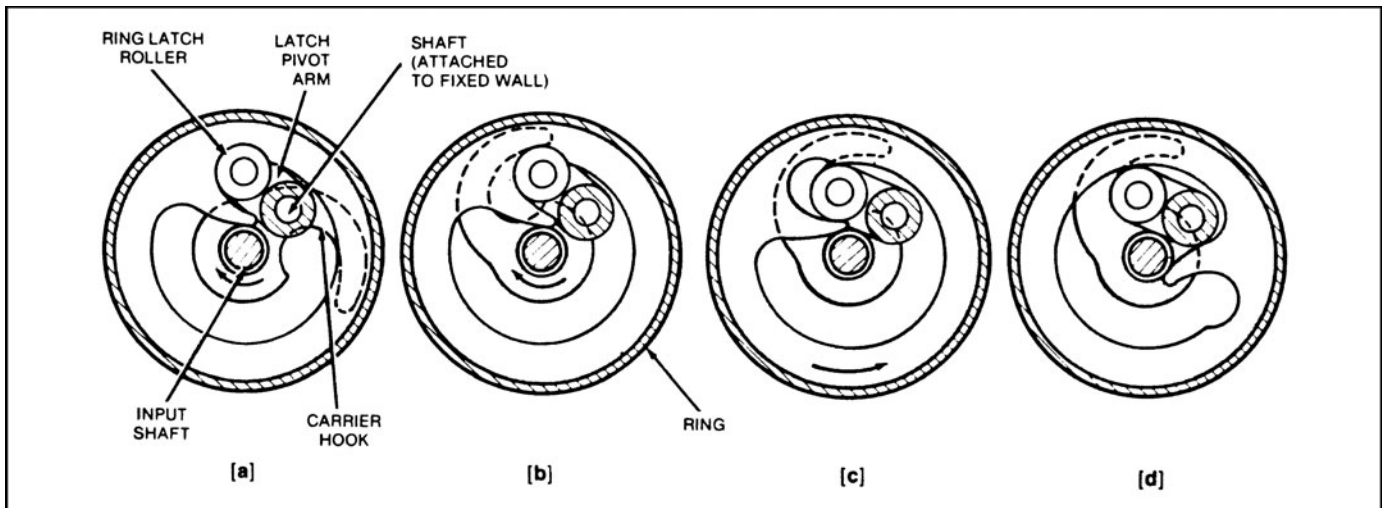 RING LATCH
ROLLER
LATCH
PIVOT
ARM
SHAFT
(ATTACHED
TO FIXED WALL)
INPUT
SHAFT
CARRIER
HOOK
RING
[a]
[b]
[c]
[d]